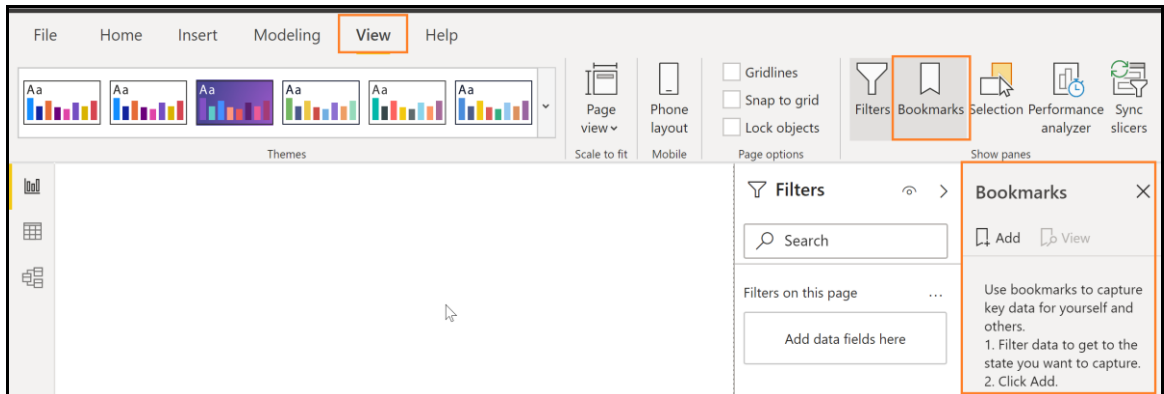 File Home Insert Modeling View Help
Aa Aa Aa Aa Aa Aa
Page
view
Phone
layout
Gridlines
Snap to grid
Lock objects
Filters Bookmarks Selection Performance
analyzer
Sync
slicers
Themes Scale to fit Mobile Page options Show panes
Filters
Search
Filters on this page ...
Add data fields here
Bookmarks
Add View
Use bookmarks to capture
key data for yourself and
others.
1. Filter data to get to the
state you want to capture.
2. Click Add.